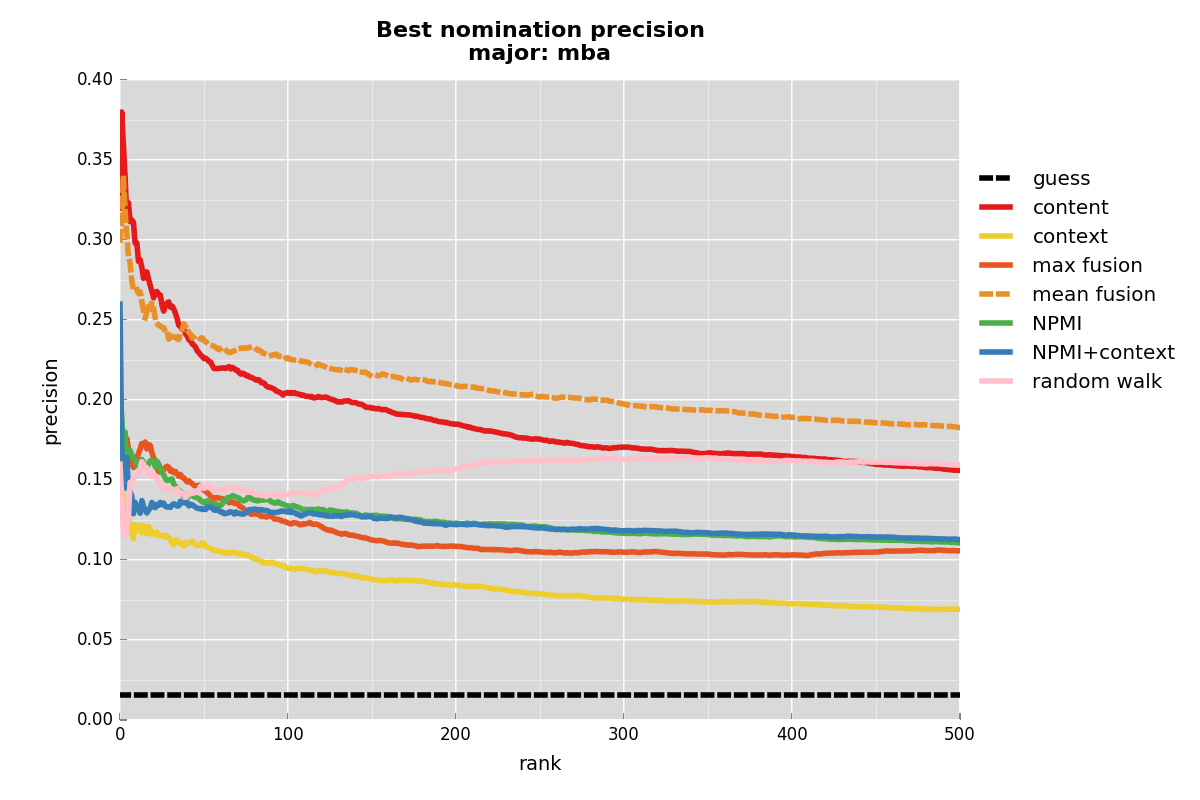 Best nomination precision
major: mba
precision
0.40
0.35
0.30
0.25
0.20
0.15
0.10
0.05
0.00
0
100
200
300
400
500
rank
guess
content
context
max fusion
mean fusion
NPMI
NPMI+context
random walk